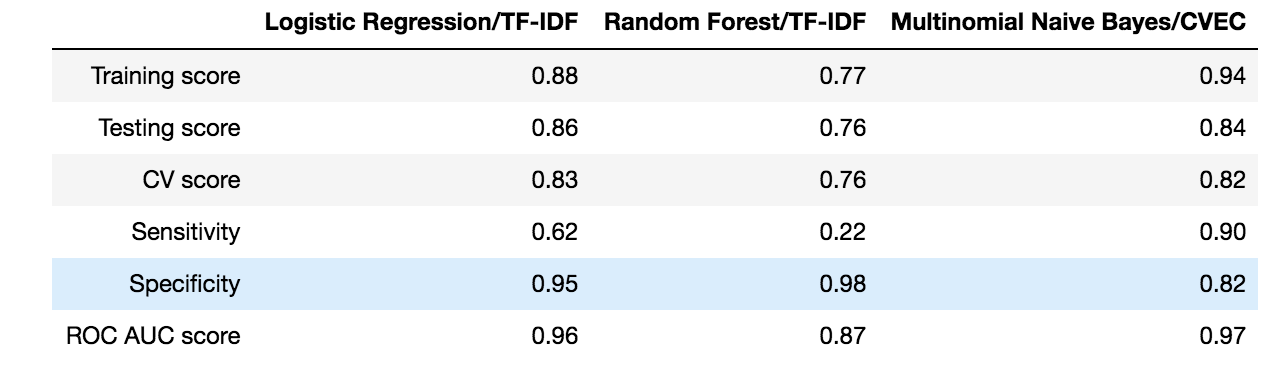 Logistic Regression/TF-IDF Random Forest/TF-IDF Multinomial Naive Bayes/CVEC
Training score 0.88 0.77 0.94
Testing score 0.86 0.76 0.84
CV score 0.83 0.76 0.82
Sensitivity 0.62 0.22 0.90
Specificity 0.95 0.98 0.82
ROC AUC score 0.96 0.87 0.97